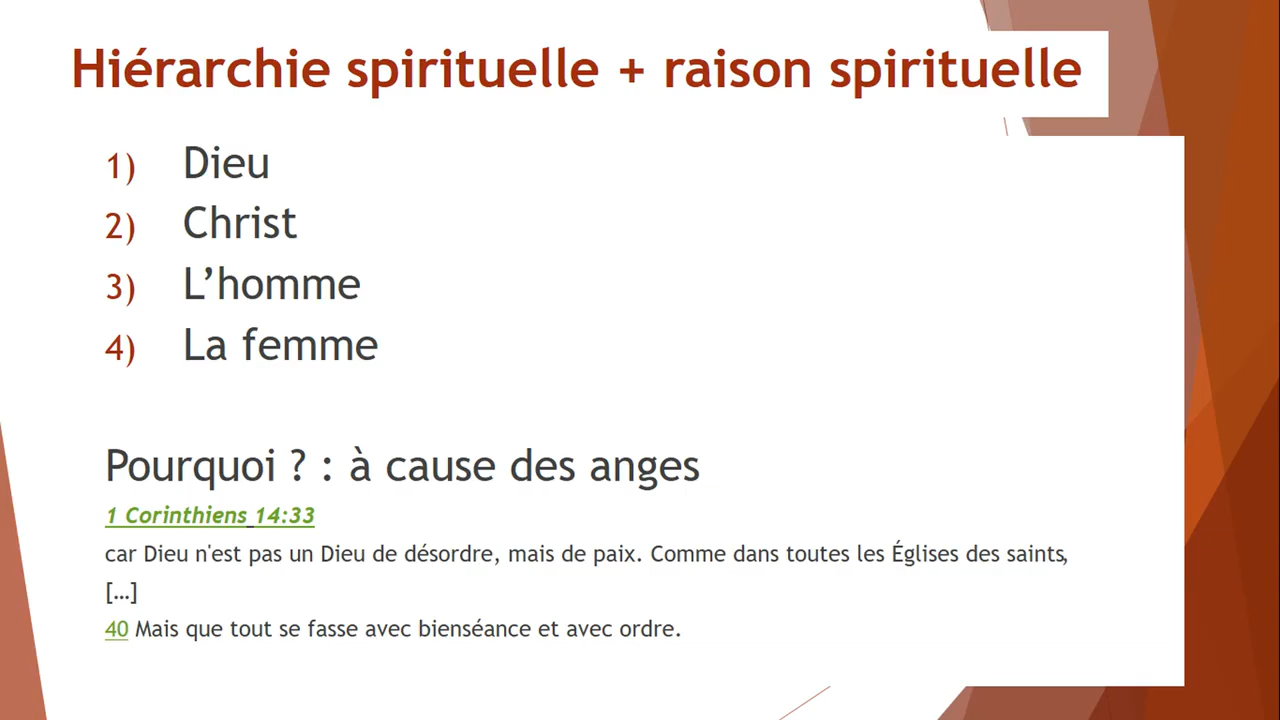 Hiérarchie spirituelle + raison spirituelle
1) Dieu
2) Christ
3) L’homme
4) La femme
Pourquoi ? : à cause des anges
1 Corinthiens 14:33
car Dieu n'est pas un Dieu de désordre, mais de paix. Comme dans toutes les Églises des saints,
[…]
40 Mais que tout se fasse avec bienséance et avec ordre.